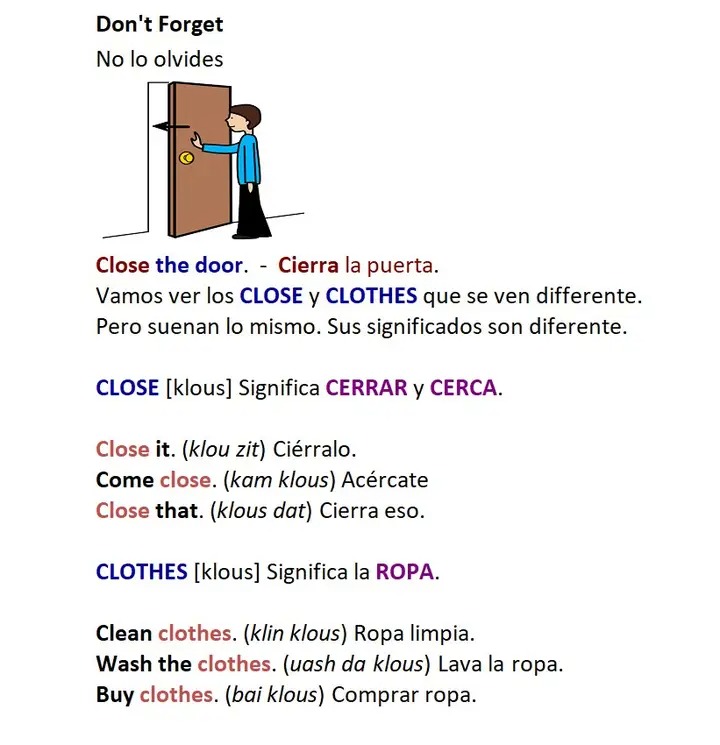 Don't Forget
No lo olvides
Close the door. - Cierra la puerta.
Vamos ver los CLOSE y CLOTHES que se ven differente.
Pero suenan lo mismo. Sus significados son diferente.
CLOSE [klous] Significa CERRAR y CERCA.
Close it. (klou zit) Ciérralo.
Come close. (kam klous) Acércate
Close that. (klous dat) Cierra eso.
CLOTHES [klous] Significa la ROPA.
Clean clothes. (klin klous) Ropa limpia.
Wash the clothes. (uash da klous) Lava la ropa.
Buy clothes. (bai klous) Comprar ropa.